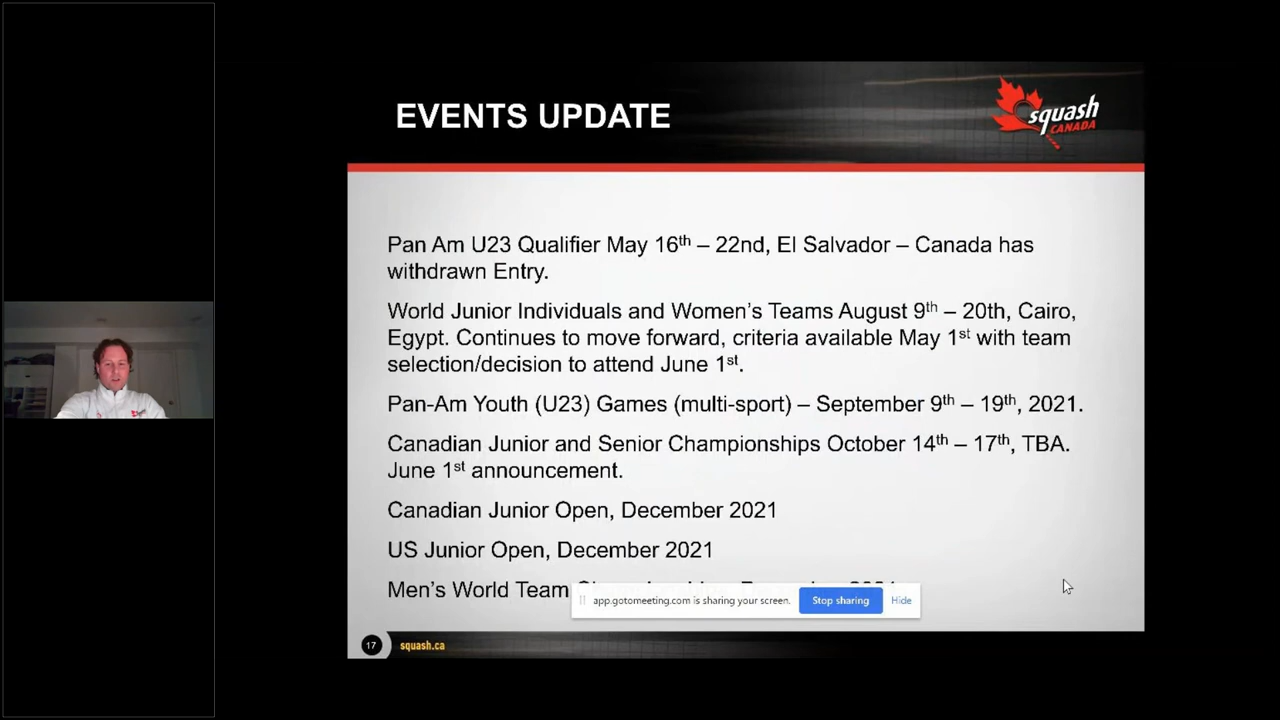 EVENTS UPDATE
squash
CANADA
Pan Am U23 Qualifier May 16th – 22nd, El Salvador – Canada has
withdrawn Entry.
World Junior Individuals and Women's Teams August 9th – 20th, Cairo,
Egypt. Continues to move forward, criteria available May 1st with team
selection/decision to attend June 1st.
Pan-Am Youth (U23) Games (multi-sport) – September 9th – 19th, 2021.
Canadian Junior and Senior Championships October 14th – 17th, TBA.
June 1st announcement.
Canadian Junior Open, December 2021
US Junior Open, December 2021
Men's World Team
app.gotomeeting.com is sharing your screen.
Stop sharing
Hide
17
squash.ca